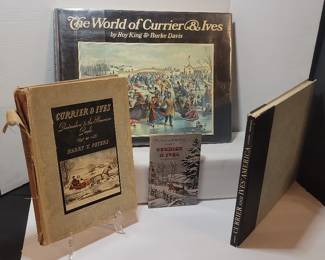 The World of Currier & Ives
by Roy King & Burke Davis
CURRIER & IVES
Printmakers to the American
People
HARRY T. PETERS
CURRIER
& IVES
CURRIER AND IVES' AMERICA